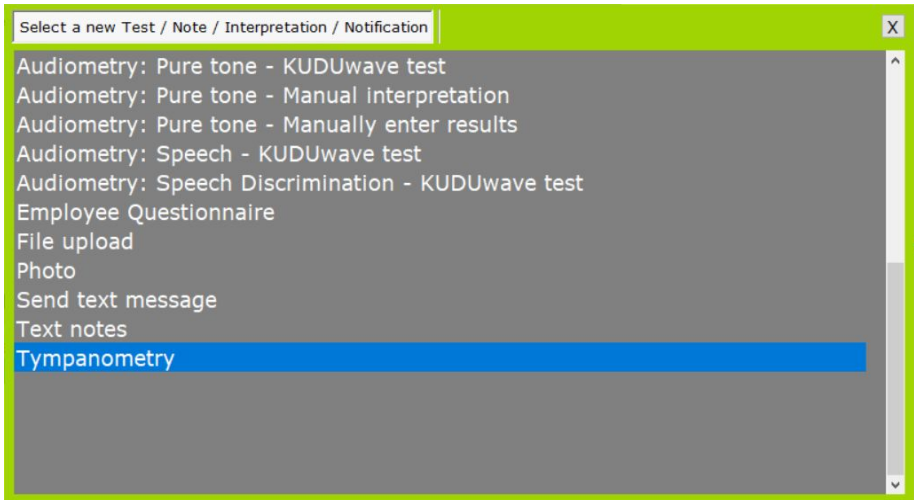 Select a new Test / Note / Interpretation / Notification
X
Audiometry: Pure tone - KUDUwave test
Audiometry: Pure tone - Manual interpretation
Audiometry: Pure tone - Manually enter results
Audiometry: Speech - KUDUwave test
Audiometry: Speech Discrimination - KUDUwave test
Employee Questionnaire
File upload
Photo
Send text message
Text notes
Tympanometry